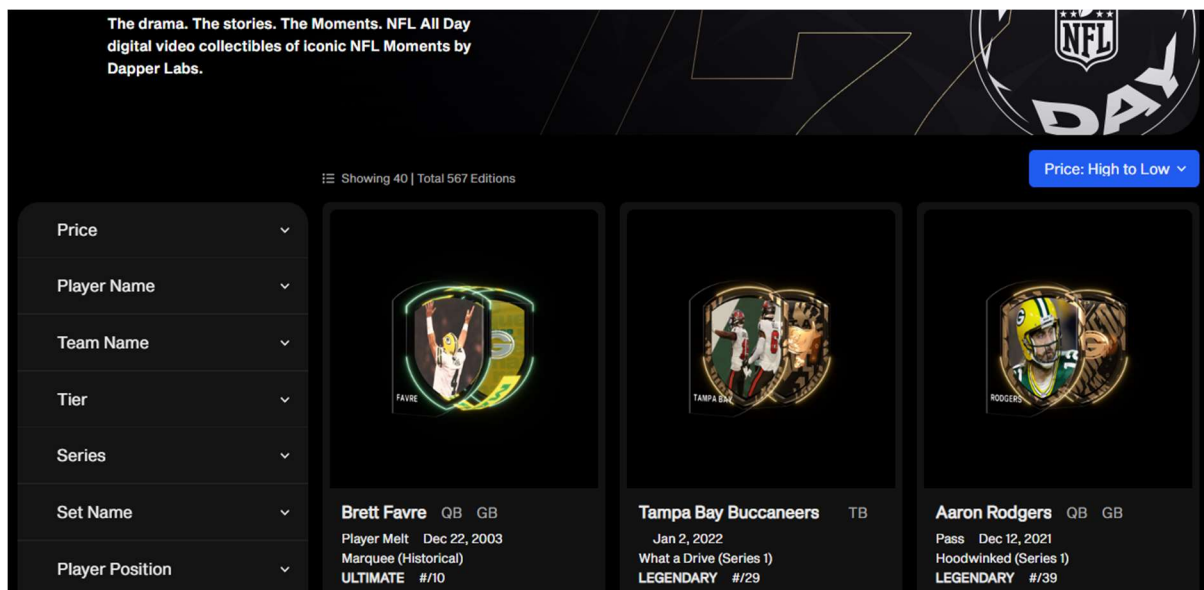 The drama. The stories. The Moments. NFL All Day
digital video collectibles of iconic NFL Moments by
Dapper Labs.
NFL
DAY
Showing 40 | Total 567 Editions
Price: High to Low
Price
Player Name
Team Name
Tier
Series
Set Name
Player Position
FAVRE
Brett Favre QB GB
Player Melt Dec 22, 2003
Marquee (Historical)
ULTIMATE #/10
TAMPA BAY
Tampa Bay Buccaneers TB
Jan 2, 2022
What a Drive (Series 1)
LEGENDARY #/29
RODGERS
Aaron Rodgers QB GB
Pass Dec 12, 2021
Hoodwinked (Series 1)
LEGENDARY #/39